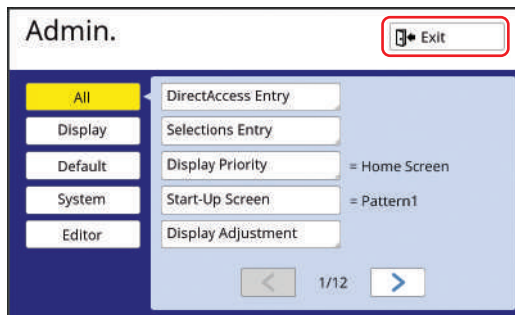 Admin.
Exit
All
DirectAccess Entry
Display
Selections Entry
Default
Display Priority
= Home Screen
System
Start-Up Screen
= Pattern1
Editor
Display Adjustment
<
1/12
>